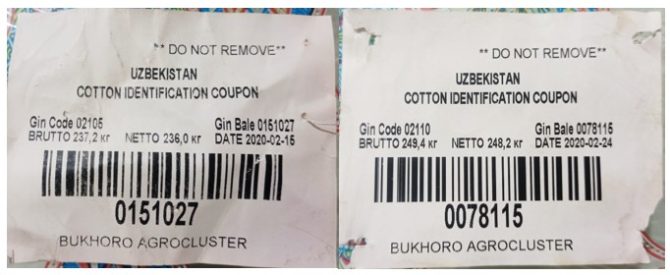 ** DO NOT REMOVE**
UZBEKISTAN
COTTON IDENTIFICATION COUPON
Gin Code 02105 Gin Bale 0151027
BRUTTO 237,2 кг NETTO 236,0 кг DATE 2020-02-15
0151027
BUKHORO AGROCLUSTER
** DO NOT REMOVE**
UZBEKISTAN
COTTON IDENTIFICATION COUPON
Gin Code 02110 Gin Bale 0078115
BRUTTO 249,4 кг NETTO 248,2 кг DATE 2020-02-24
0078115
BUKHORO AGROCLUSTER